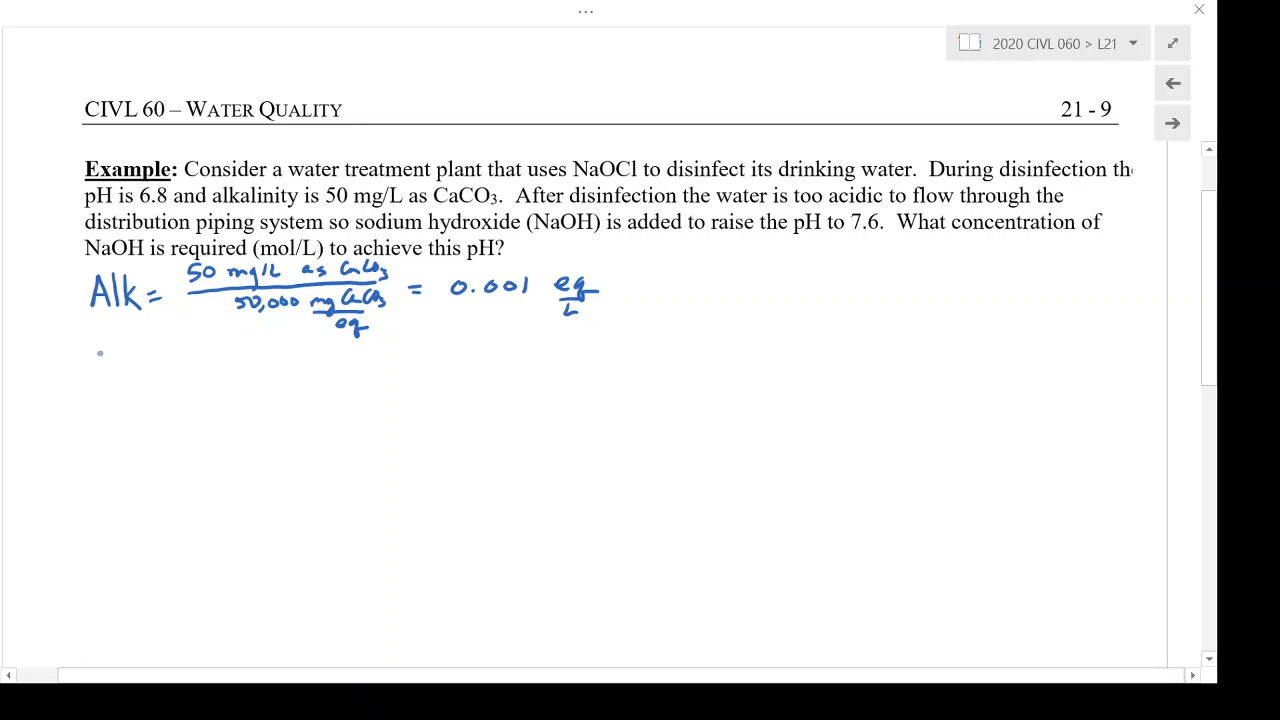 ...
2020 CIVL 060 > L21
CIVL 60 – WATER QUALITY 21 - 9
Example: Consider a water treatment plant that uses NaOCl to disinfect its drinking water. During disinfection th
pH is 6.8 and alkalinity is 50 mg/L as CaCO₃. After disinfection the water is too acidic to flow through the
distribution piping system so sodium hydroxide (NaOH) is added to raise the pH to 7.6. What concentration of
NaOH is required (mol/L) to achieve this pH?
50 mg/L as CaCO₃
Alk = = 0.001 eq
50,000 mg CaCO₃
L
eq